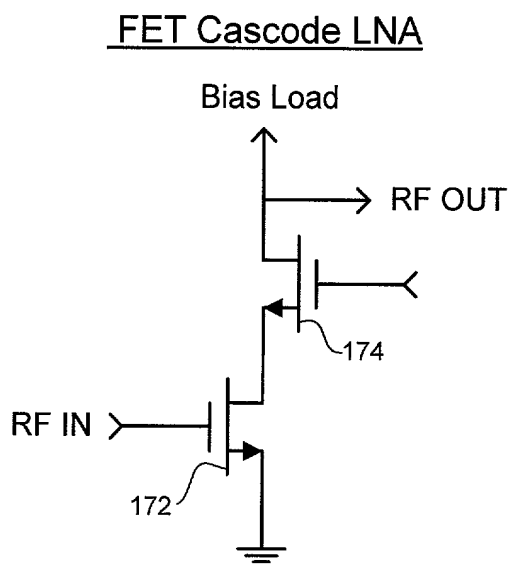 FET Cascode LNA
Bias Load
RF OUT
174
RF IN
172